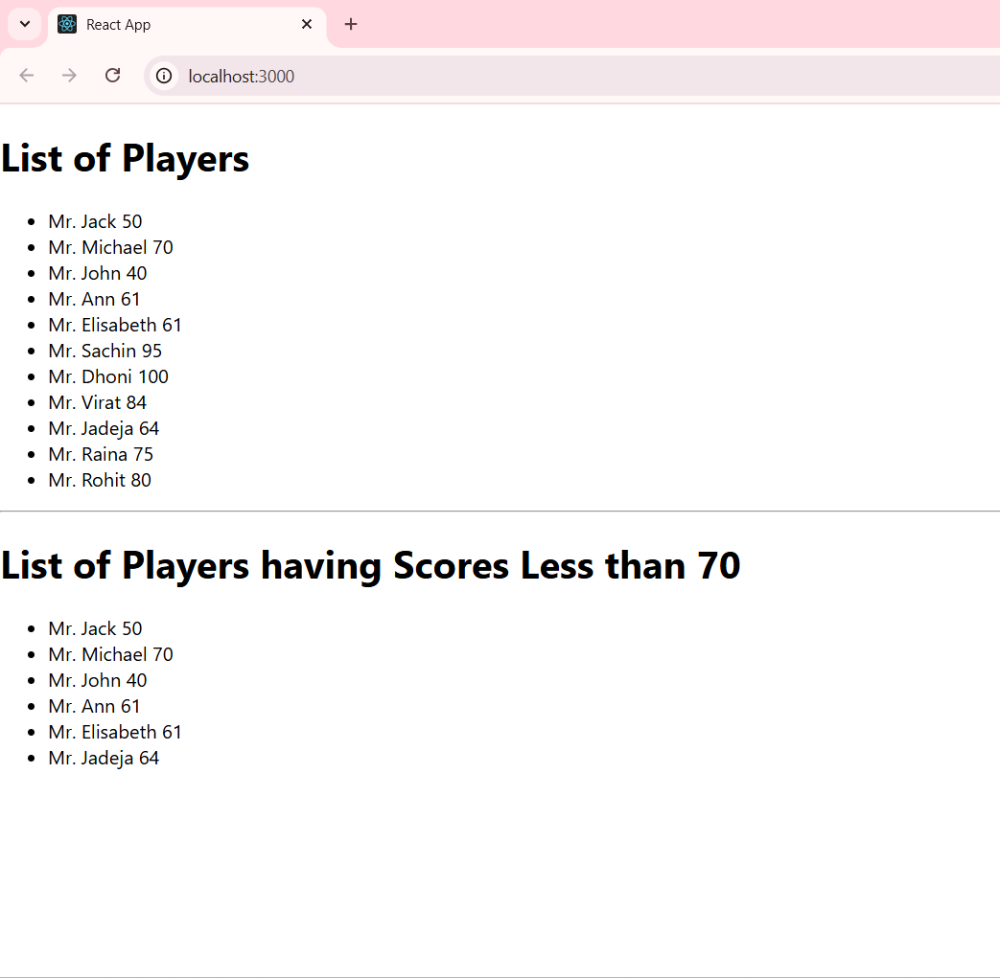 React App
localhost:3000
List of Players
Mr. Jack 50
Mr. Michael 70
Mr. John 40
Mr. Ann 61
Mr. Elisabeth 61
Mr. Sachin 95
Mr. Dhoni 100
Mr. Virat 84
Mr. Jadeja 64
Mr. Raina 75
Mr. Rohit 80
List of Players having Scores Less than 70
Mr. Jack 50
Mr. Michael 70
Mr. John 40
Mr. Ann 61
Mr. Elisabeth 61
Mr. Jadeja 64